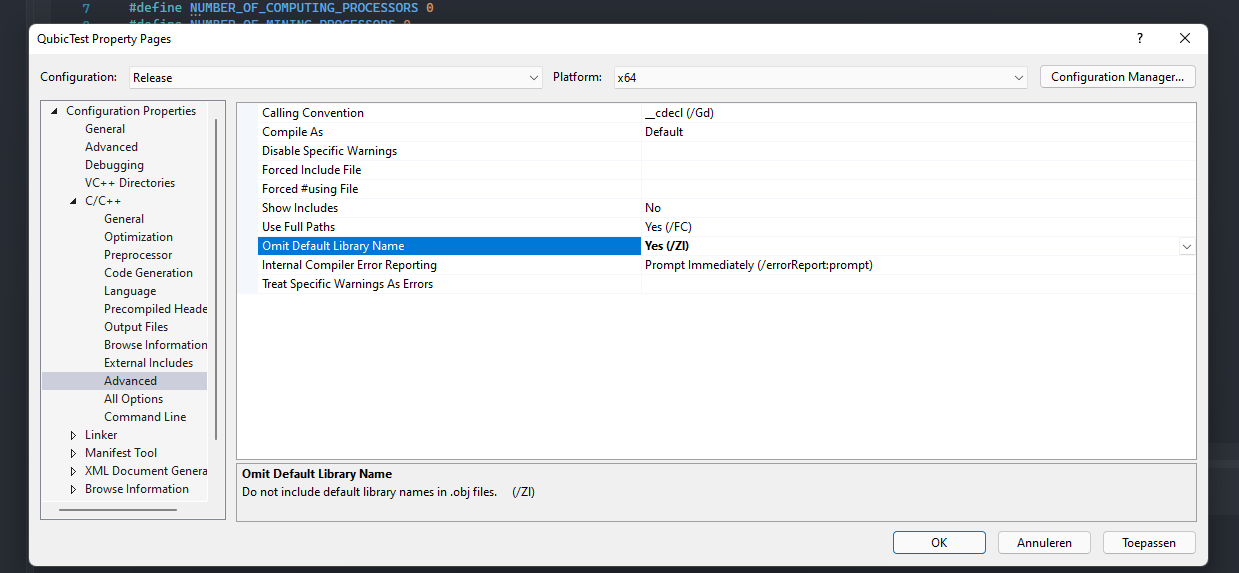 7 #define NUMBER_OF_COMPUTING_PROCESSORS 0
#define NUMBER_OF_MINING_PROCESSORS 0
QubicTest Property Pages
? ×
Configuration: Release Platform: x64 Configuration Manager...
Configuration Properties
General
Advanced
Debugging
VC++ Directories
C/C++
General
Optimization
Preprocessor
Code Generation
Language
Precompiled Heade
Output Files
Browse Information
External Includes
Advanced
All Options
Command Line
Linker
Manifest Tool
XML Document Genera
Browse Information
Calling Convention __cdecl (/Gd)
Compile As Default
Disable Specific Warnings
Forced Include File
Forced #using File
Show Includes No
Use Full Paths Yes (/FC)
Omit Default Library Name Yes (/Zl)
Internal Compiler Error Reporting Prompt Immediately (/errorReport:prompt)
Treat Specific Warnings As Errors
Omit Default Library Name
Do not include default library names in .obj files. (/Zl)
OK Annuleren Toepassen